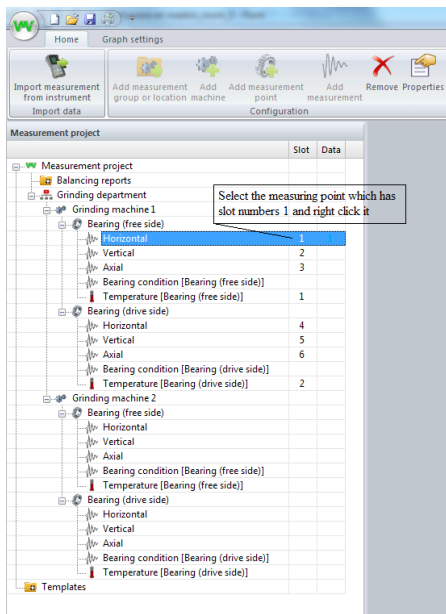 Home Graph settings
Import measurement from instrument
Add measurement group or location
Add machine
Add measurement point
Add measurement
Remove Properties
Import data Configuration
Measurement project
Slot Data
Measurement project
Balancing reports
Grinding department
Select the measuring point which has
slot numbers 1 and right click it
Grinding machine 1
Bearing (free side)
Horizontal 1
Vertical 2
Axial 3
Bearing condition [Bearing (free side)]
Temperature [Bearing (free side)] 1
Bearing (drive side)
Horizontal 4
Vertical 5
Axial 6
Bearing condition [Bearing (drive side)]
Temperature [Bearing (drive side)] 2
Grinding machine 2
Bearing (free side)
Horizontal
Vertical
Axial
Bearing condition [Bearing (free side)]
Temperature [Bearing (free side)]
Bearing (drive side)
Horizontal
Vertical
Axial
Bearing condition [Bearing (drive side)]
Temperature [Bearing (drive side)]
Templates